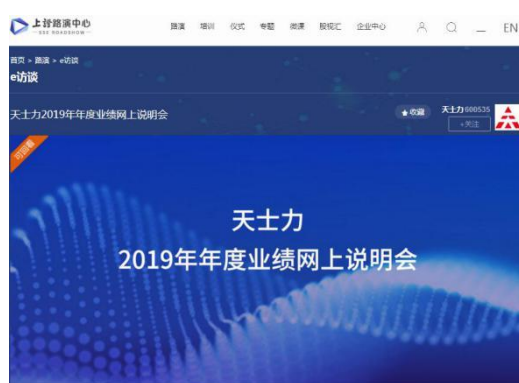 上证路演中心
SSE ROADSHOW
路演 培训 仪式 专题 微课 股视汇 企业中心 EN
首页 > 路演 > e访谈
e访谈
天士力2019年年度业绩网上说明会
收藏
天士力 600535
+关注
可回看
天士力
2019年年度业绩网上说明会